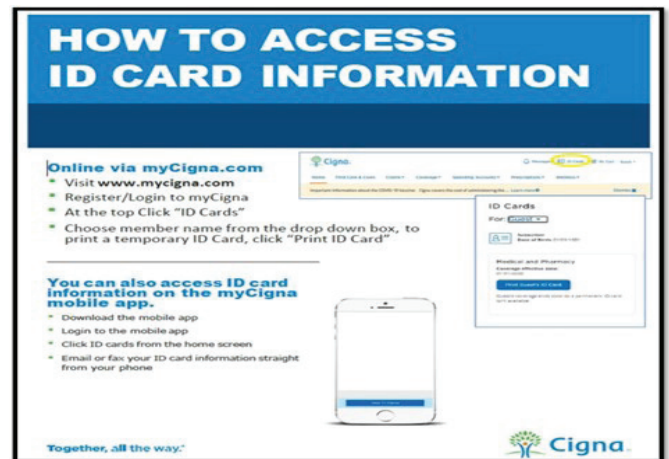 HOW TO ACCESS
ID CARD INFORMATION
Online via myCigna.com
Visit www.mycigna.com
Register/Login to myCigna
At the top Click “ID Cards”
Choose member name from the drop down box, to
print a temporary ID Card, click “Print ID Card”
You can also access ID card
information on the myCigna
mobile app.
Download the mobile app
Login to the mobile app
Click ID cards from the home screen
Email or fax your ID card information straight
from your phone
Together, all the way.
Cigna
ID Cards
For:
Medical and Pharmacy
Cigna.